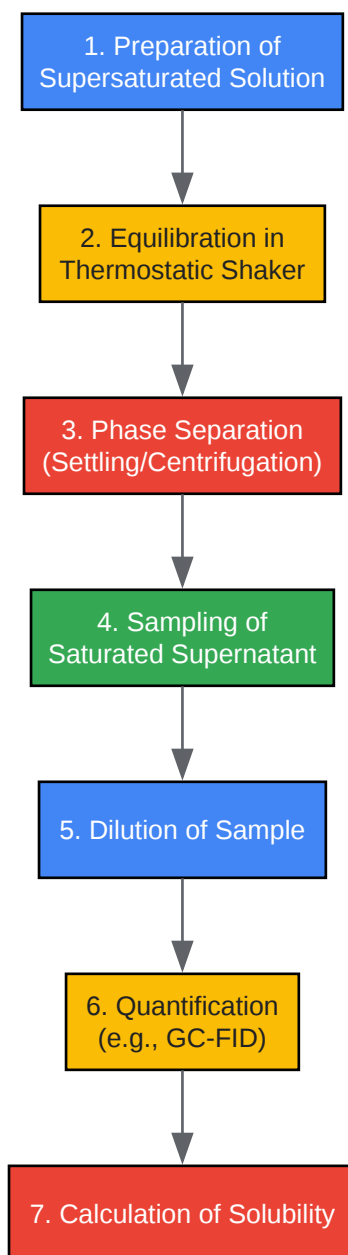 1. Preparation of
Supersaturated Solution
2. Equilibration in
Thermostatic Shaker
3. Phase Separation
(Settling/Centrifugation)
4. Sampling of
Saturated Supernatant
5. Dilution of Sample
6. Quantification
(e.g., GC-FID)
7. Calculation of Solubility